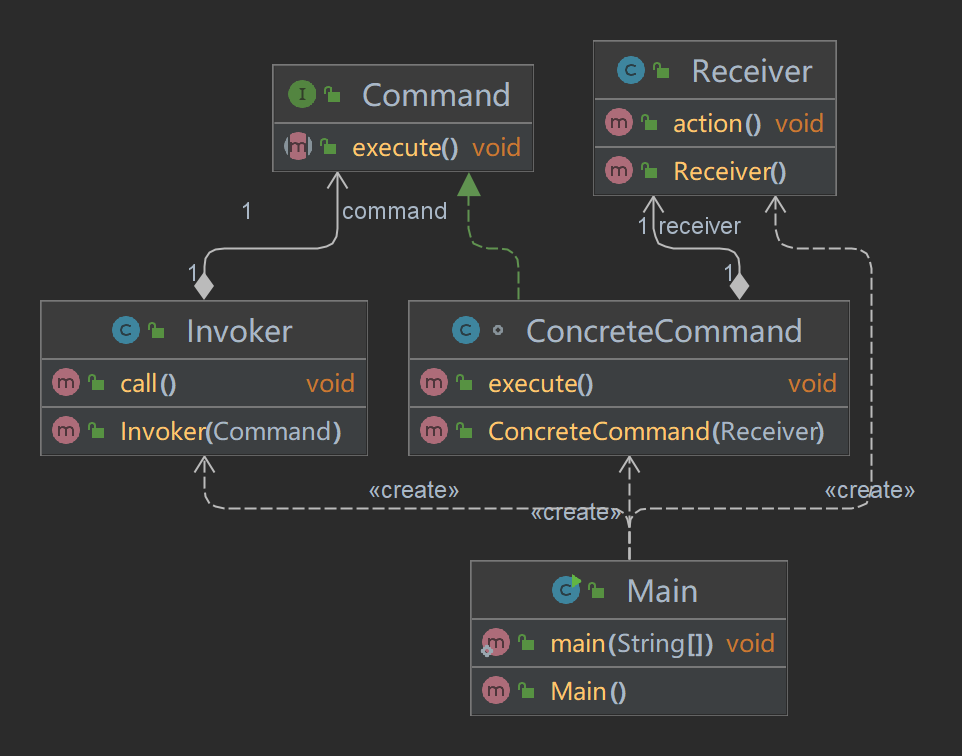 Command
execute() void
Receiver
action() void
Receiver()
1
command
1
1 receiver
1
Invoker
call() void
Invoker(Command)
ConcreteCommand
execute() void
ConcreteCommand(Receiver)
«create»
«create»
«create»
Main
main(String[]) void
Main()